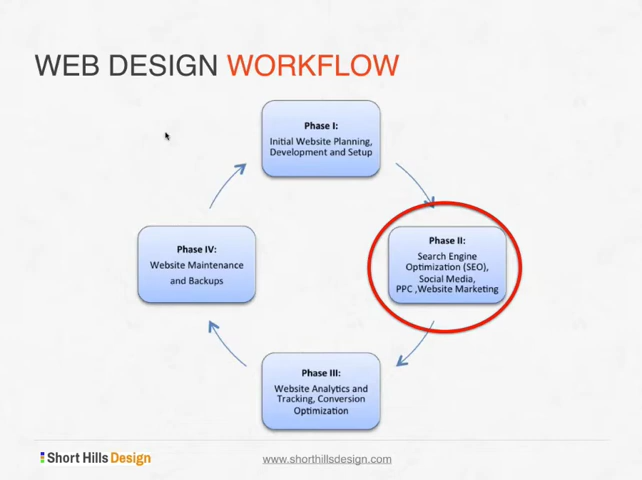 WEB DESIGN WORKFLOW
Phase I:
Initial Website Planning,
Development and Setup
Phase II:
Search Engine
Optimization (SEO),
Social Media,
PPC ,Website Marketing
Phase IV:
Website Maintenance
and Backups
Phase III:
Website Analytics and
Tracking, Conversion
Optimization
Short Hills Design
www.shorthillsdesign.com